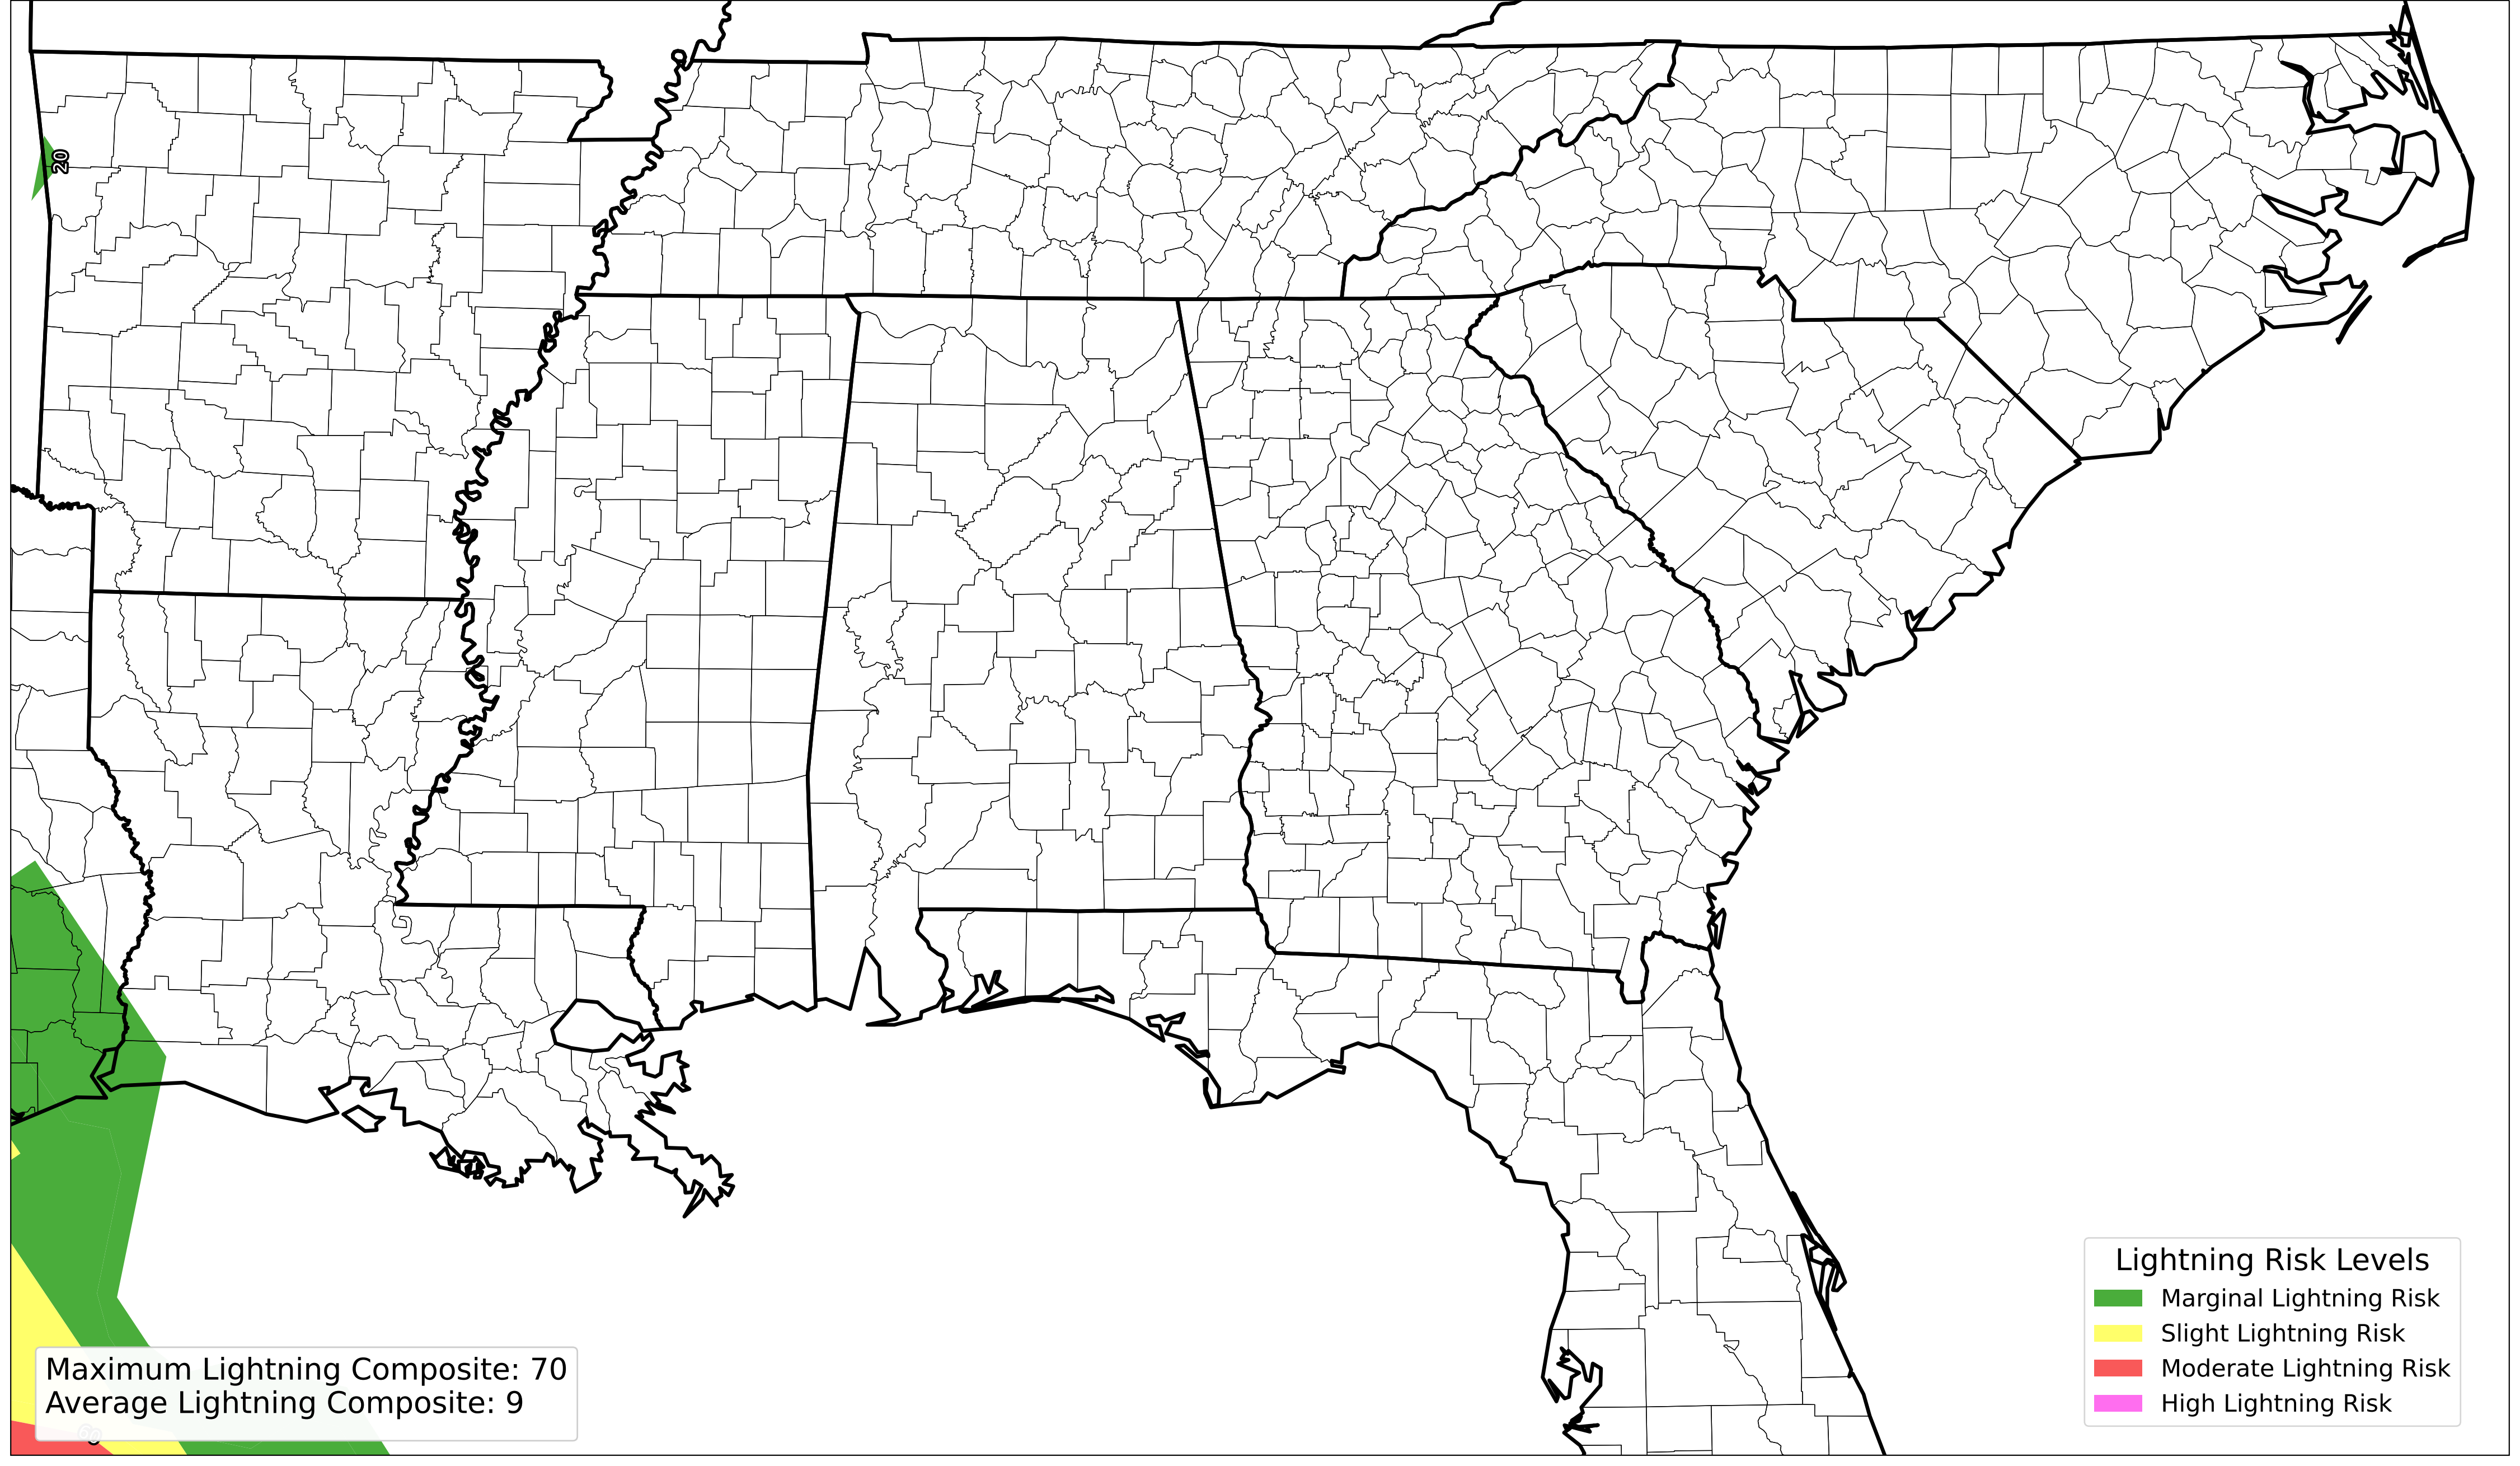 20
Lightning Risk Levels
Marginal Lightning Risk
Slight Lightning Risk
Moderate Lightning Risk
High Lightning Risk
Maximum Lightning Composite: 70
Average Lightning Composite: 9